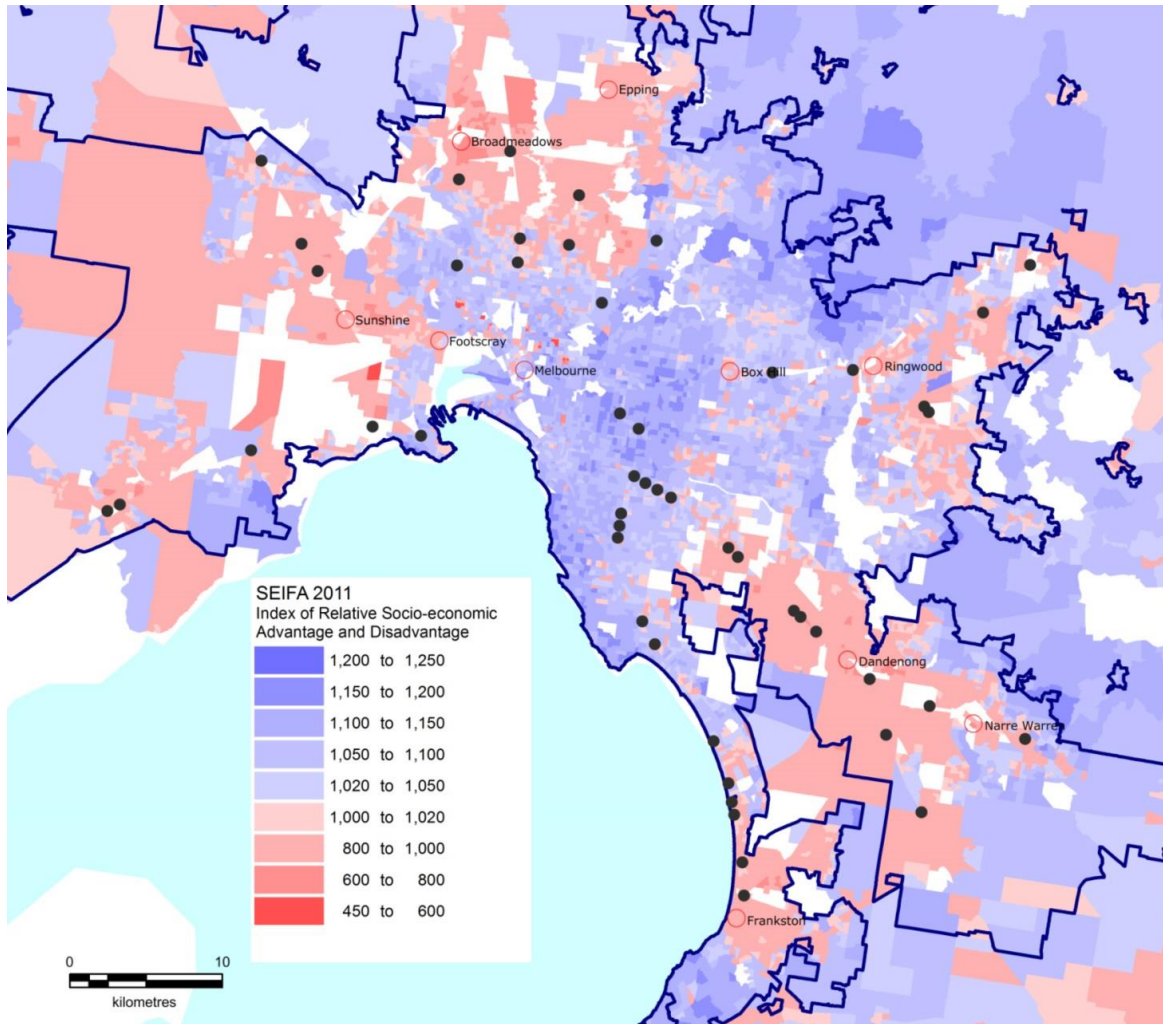 Epping
Broadmeadows
Sunshine
Footscray
Melbourne
Box Hill
Ringwood
SEIFA 2011
Index of Relative Socio-economic
Advantage and Disadvantage
1,200 to 1,250
1,150 to 1,200
1,100 to 1,150
1,050 to 1,100
1,020 to 1,050
1,000 to 1,020
800 to 1,000
600 to 800
450 to 600
Dandenong
Narre Warren
Frankston
0 10
kilometres